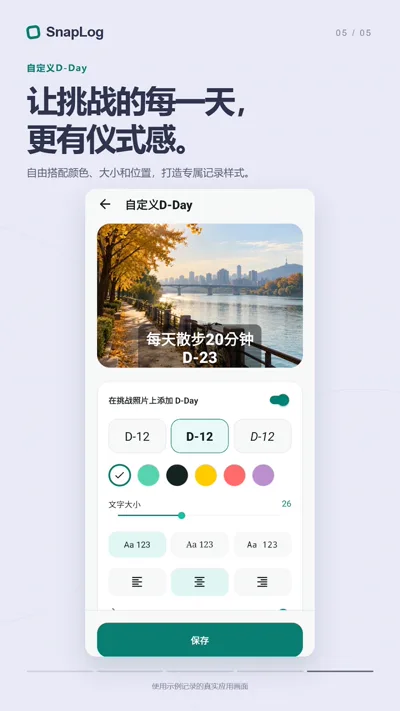 SnapLog
05 / 05
自定义D-Day
让挑战的每一天，
更有仪式感。
自由搭配颜色、大小和位置，打造专属记录样式。
自定义D-Day
每天散步20分钟
D-23
在挑战照片上添加 D-Day
D-12
D-12
D-12
文字大小
26
Aa 123
Aa 123
Aa 123
保存
使用示例记录的真实应用画面